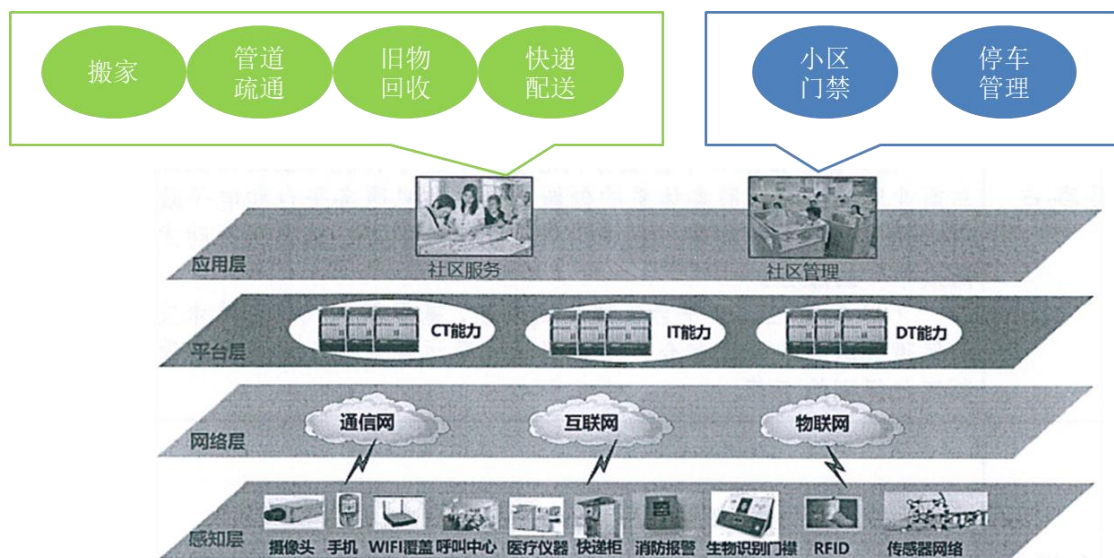 搬家
管道
疏通
旧物
回收
快递
配送
小区
门禁
停车
管理
社区服务
社区管理
应用层
CT能力
IT能力
DT能力
平台层
通信网
互联网
物联网
网络层
感知层
摄像头
手机
WIFI覆盖
呼叫中心
医疗仪器
快递柜
消防报警
生物识别门操
RFID
传感器网络